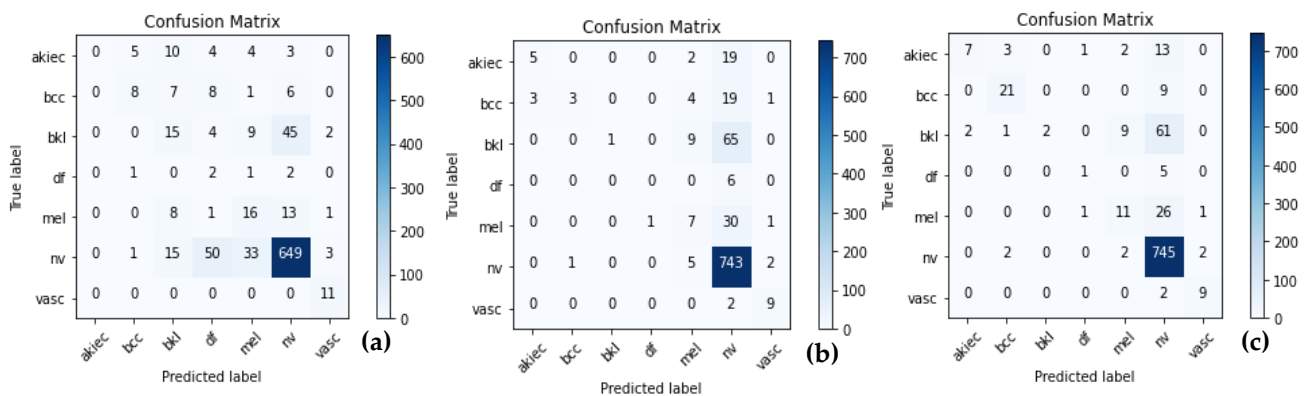 Confusion Matrix
akiec 0 5 10 4 4 3 0
bcc 0 8 7 8 1 6 0
bkl 0 0 15 4 9 45 2
df 0 1 0 2 1 2 0
mel 0 0 8 1 16 13 1
nv 0 1 15 50 33 649 3
vasc 0 0 0 0 0 0 11
akiec bcc bkl df mel nv vasc
True label
Predicted label
600
500
400
300
200
100
0
(a)
Confusion Matrix
akiec 5 0 0 0 2 19 0
bcc 3 3 0 0 4 19 1
bkl 0 0 1 0 9 65 0
df 0 0 0 0 0 6 0
mel 0 0 0 1 7 30 1
nv 0 1 0 0 5 743 2
vasc 0 0 0 0 0 2 9
akiec bcc bkl df mel nv vasc
True label
Predicted label
700
600
500
400
300
200
100
0
(b)
Confusion Matrix
akiec 7 3 0 1 2 13 0
bcc 0 21 0 0 0 9 0
bkl 2 1 2 0 9 61 0
df 0 0 0 1 0 5 0
mel 0 0 0 1 11 26 1
nv 0 2 0 0 2 745 2
vasc 0 0 0 0 0 2 9
akiec bcc bkl df mel nv vasc
True label
Predicted label
700
600
500
400
300
200
100
0
(c)